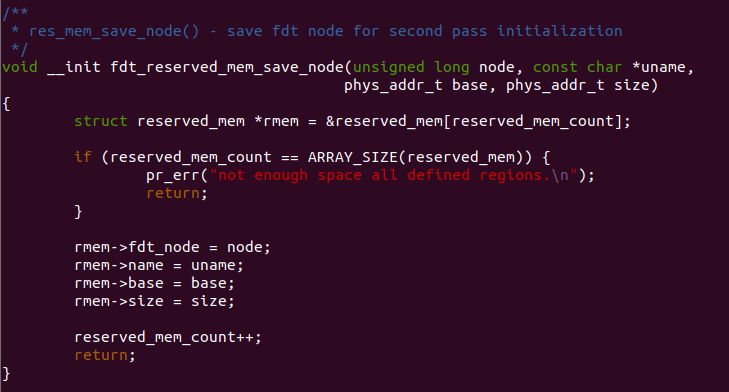 /**
 * res_mem_save_node() - save fdt node for second pass initialization
 */
void __init fdt_reserved_mem_save_node(unsigned long node, const char *uname,
                                      phys_addr_t base, phys_addr_t size)
{
        struct reserved_mem *rmem = &reserved_mem[reserved_mem_count];

        if (reserved_mem_count == ARRAY_SIZE(reserved_mem)) {
                pr_err("not enough space all defined regions.\n");
                return;
        }

        rmem->fdt_node = node;
        rmem->name = uname;
        rmem->base = base;
        rmem->size = size;

        reserved_mem_count++;
        return;
}